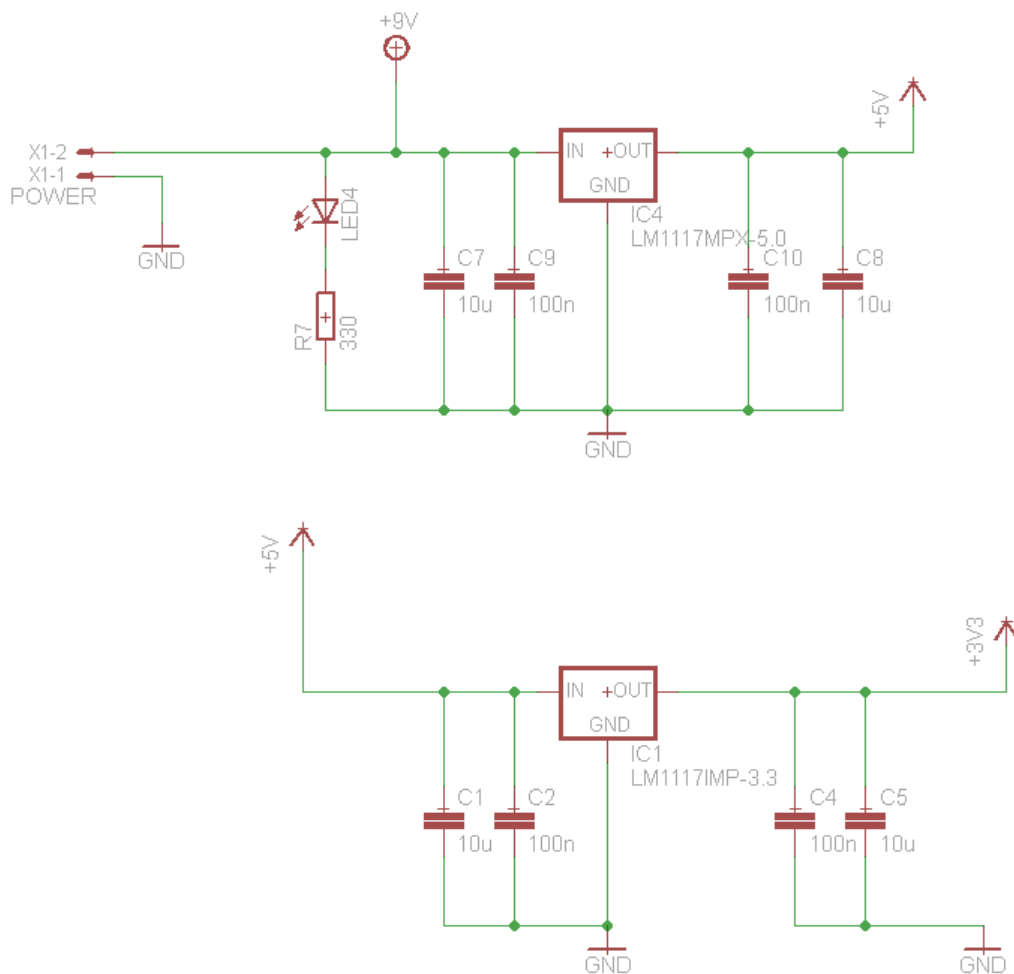 +9V
+5V
X1-2
X1-1
POWER
GND
LED4
R7
330
C7
10u
C9
100n
IN +OUT
GND
IC4
LM1117MPX-5.0
C10
100n
C8
10u
GND
+5V
+3V3
IN +OUT
GND
IC1
LM1117IMP-3.3
C1
10u
C2
100n
C4
100n
C5
10u
GND
GND